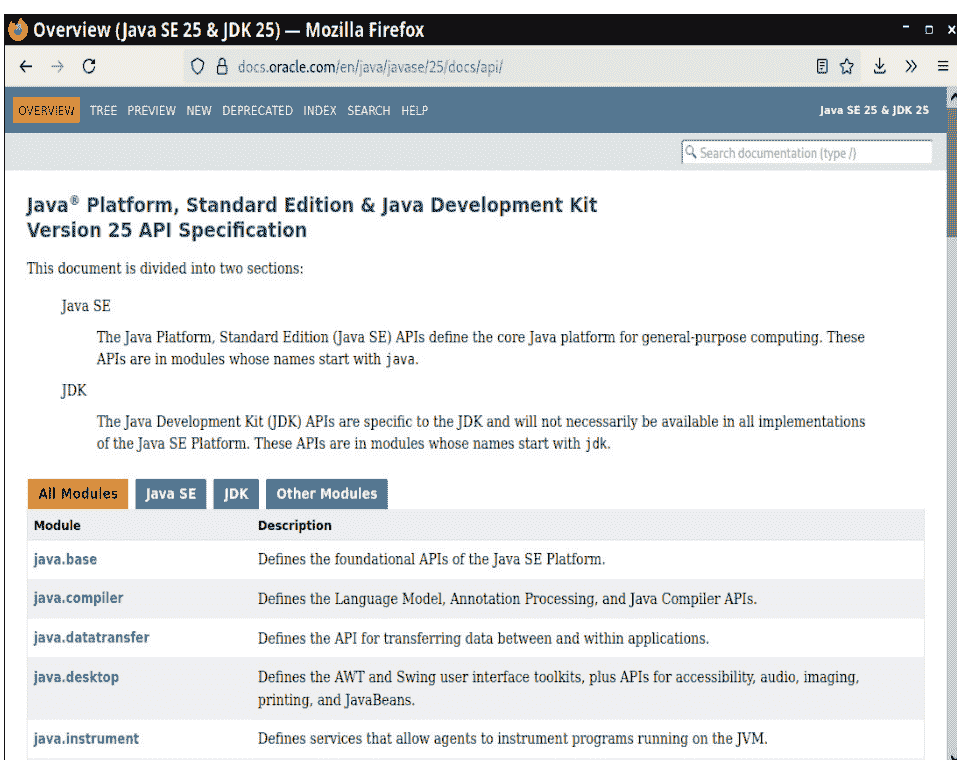 Overview (Java SE 25 & JDK 25) — Mozilla Firefox
docs.oracle.com/en/java/javase/25/docs/api/
OVERVIEW TREE PREVIEW NEW DEPRECATED INDEX SEARCH HELP Java SE 25 & JDK 25
Search documentation (type /)
Java® Platform, Standard Edition & Java Development Kit
Version 25 API Specification
This document is divided into two sections:
Java SE
The Java Platform, Standard Edition (Java SE) APIs define the core Java platform for general-purpose computing. These
APIs are in modules whose names start with java.
JDK
The Java Development Kit (JDK) APIs are specific to the JDK and will not necessarily be available in all implementations
of the Java SE Platform. These APIs are in modules whose names start with jdk.
All Modules Java SE JDK Other Modules
Module Description
java.base Defines the foundational APIs of the Java SE Platform.
java.compiler Defines the Language Model, Annotation Processing, and Java Compiler APIs.
java.datatransfer Defines the API for transferring data between and within applications.
java.desktop Defines the AWT and Swing user interface toolkits, plus APIs for accessibility, audio, imaging,
printing, and JavaBeans.
java.instrument Defines services that allow agents to instrument programs running on the JVM.